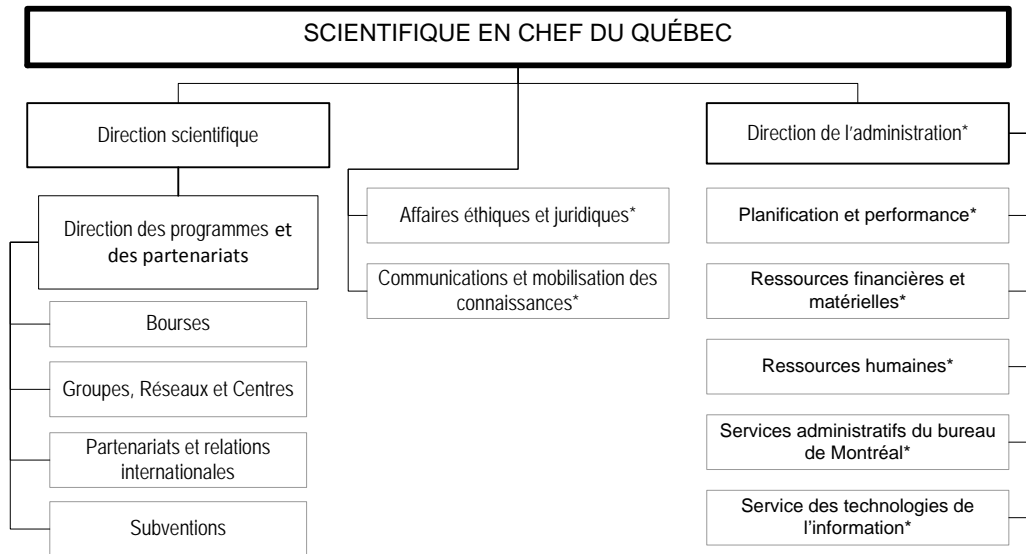 SCIENTIFIQUE EN CHEF DU QUÉBEC
Direction scientifique
Direction de l'administration*
Direction des programmes et
des partenariats
Affaires éthiques et juridiques*
Planification et performance*
Communications et mobilisation des
connaissances*
Ressources financières et
matérielles*
Bourses
Groupes, Réseaux et Centres
Ressources humaines*
Partenariats et relations
internationales
Services administratifs du bureau
de Montréal*
Subventions
Service des technologies de
l'information*